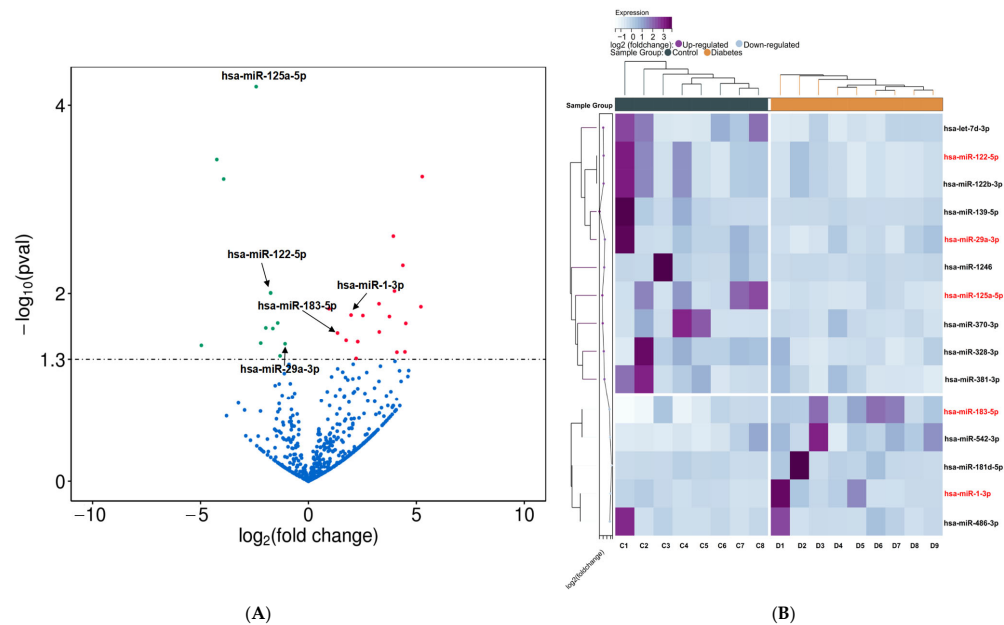 hsa-miR-125a-5p
4
hsa-miR-122-5p
hsa-miR-1-3p
hsa-miR-183-5p
2
1.3
hsa-miR-29a-3p
0
−log10(pval)
−10
−5
0
5
10
log2(fold change)
(A)
Expression
−1 0 1 2 3
log2 (foldchange): Up-regulated Down-regulated
Sample Group: Control Diabetes
Sample Group
hsa-let-7d-3p
hsa-miR-122-5p
hsa-miR-122b-3p
hsa-miR-139-5p
hsa-miR-29a-3p
hsa-miR-1246
hsa-miR-125a-5p
hsa-miR-370-3p
hsa-miR-328-3p
hsa-miR-381-3p
hsa-miR-183-5p
hsa-miR-542-3p
hsa-miR-181d-5p
hsa-miR-1-3p
hsa-miR-486-3p
C1 C2 C3 C4 C5 C6 C7 C8 D1 D2 D3 D4 D5 D6 D7 D8 D9
log2(foldchange)
(B)